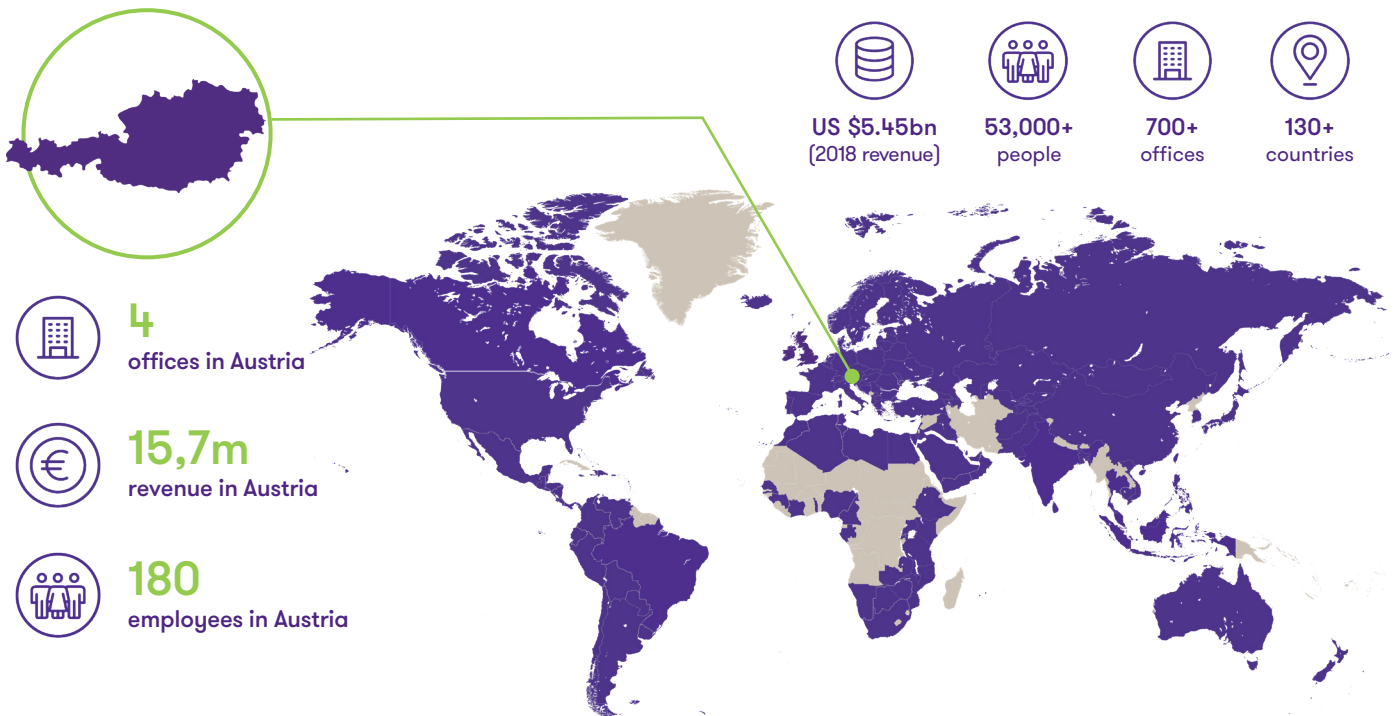 US $5.45bn
(2018 revenue)
53,000+
people
700+
offices
130+
countries
4
offices in Austria
€
15,7m
revenue in Austria
180
employees in Austria